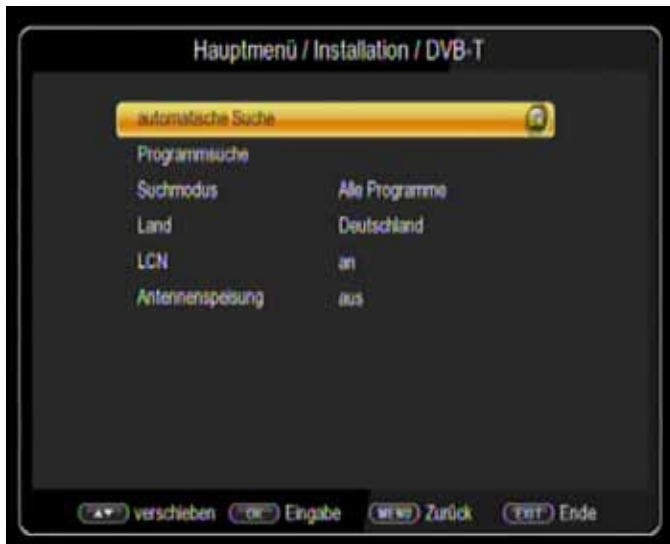 Hauptmenü / Installation / DVB-T
automatische Suche
Programmsuche
Suchmodus Alle Programme
Land Deutschland
LCN an
Antennenspeisung aus
▲▼ verschieben OK Eingabe MENU Zurück EXIT Ende